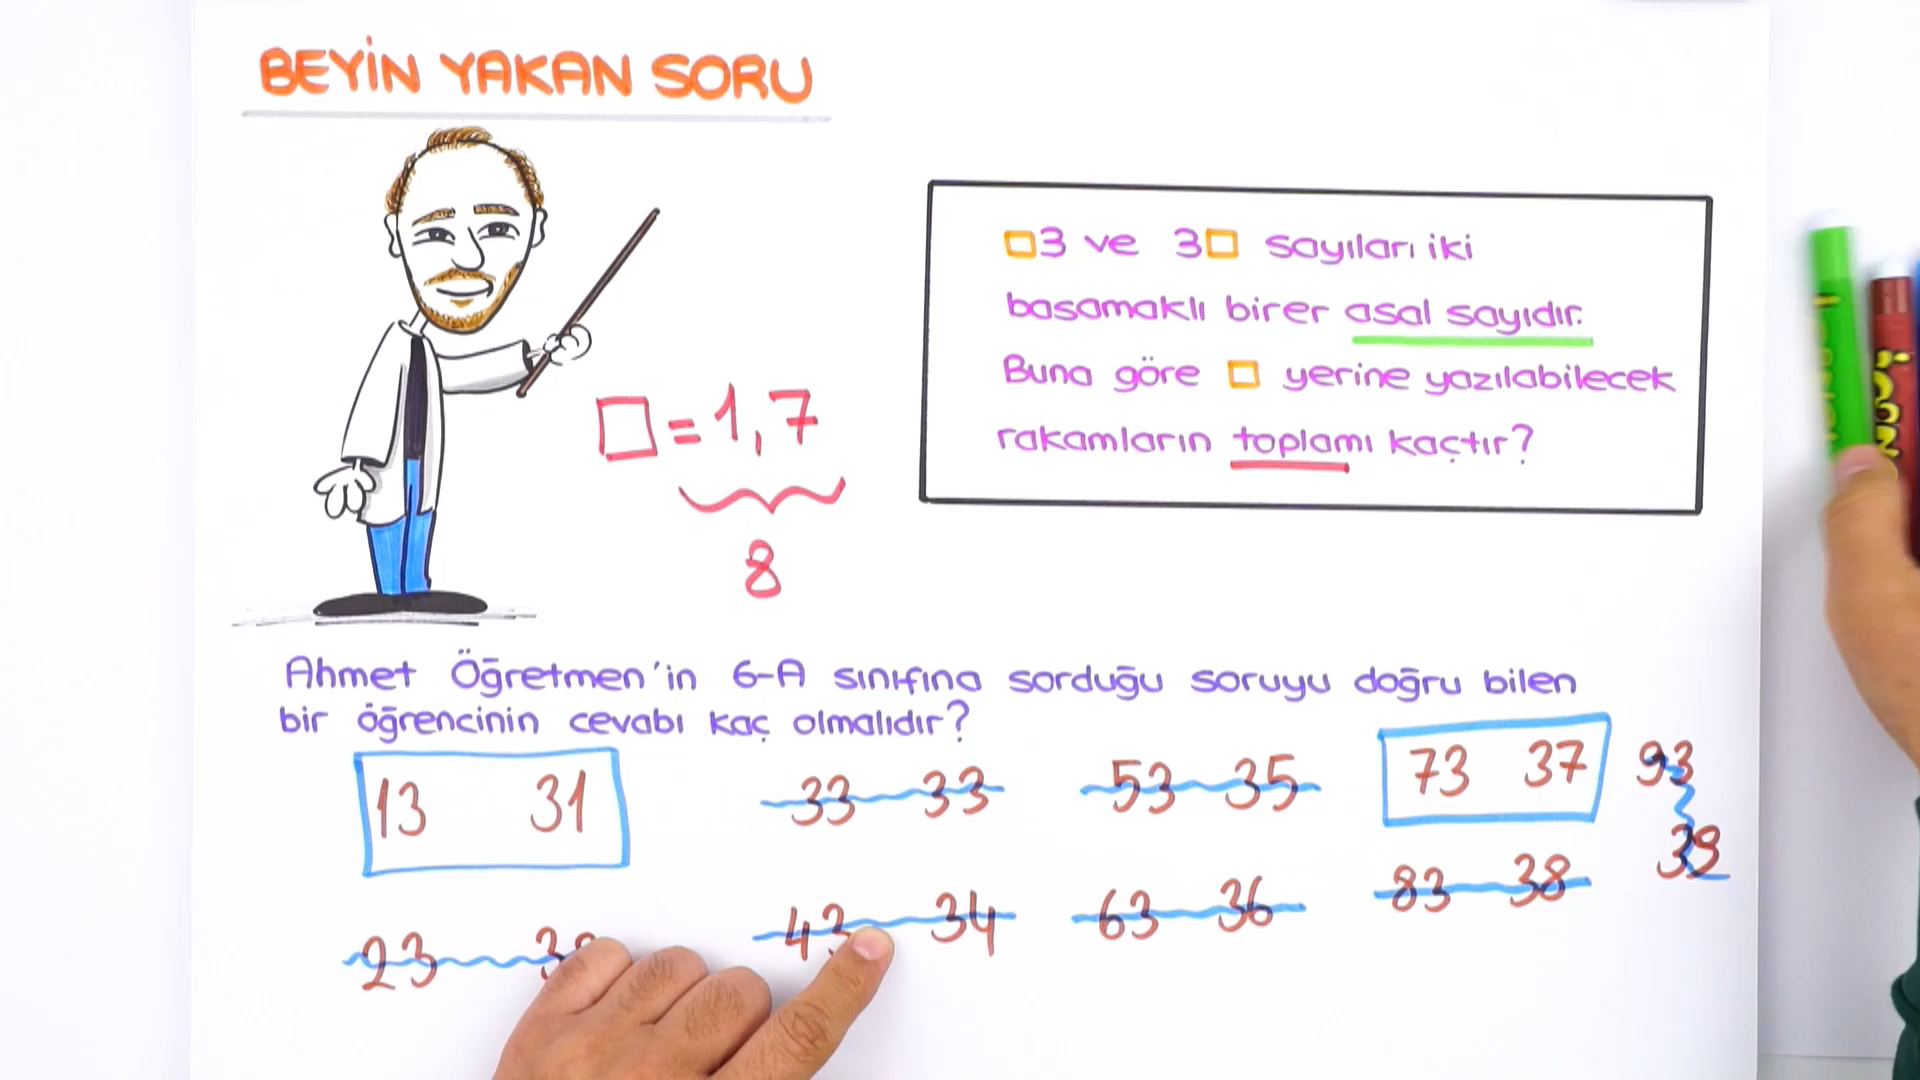 BEYİN YAKAN SORU
□3 ve 3□ sayıları iki
basamaklı birer asal sayıdır.
Buna göre □ yerine yazılabilecek
rakamların toplamı kaçtır?
□ = 1, 7
8
Ahmet Öğretmen'in 6-A sınıfına sorduğu soruyu doğru bilen
bir öğrencinin cevabı kaç olmalıdır?
13 31 33 33 53 35 73 37 93
39
23 43 34 63 36 83 38